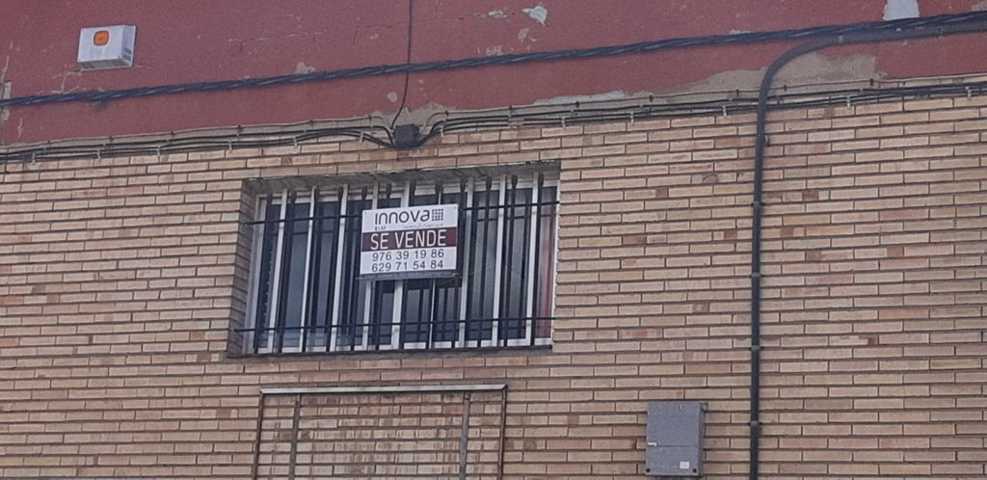 INNOVA
SE VENDE
976 39 19 86
629 71 54 84